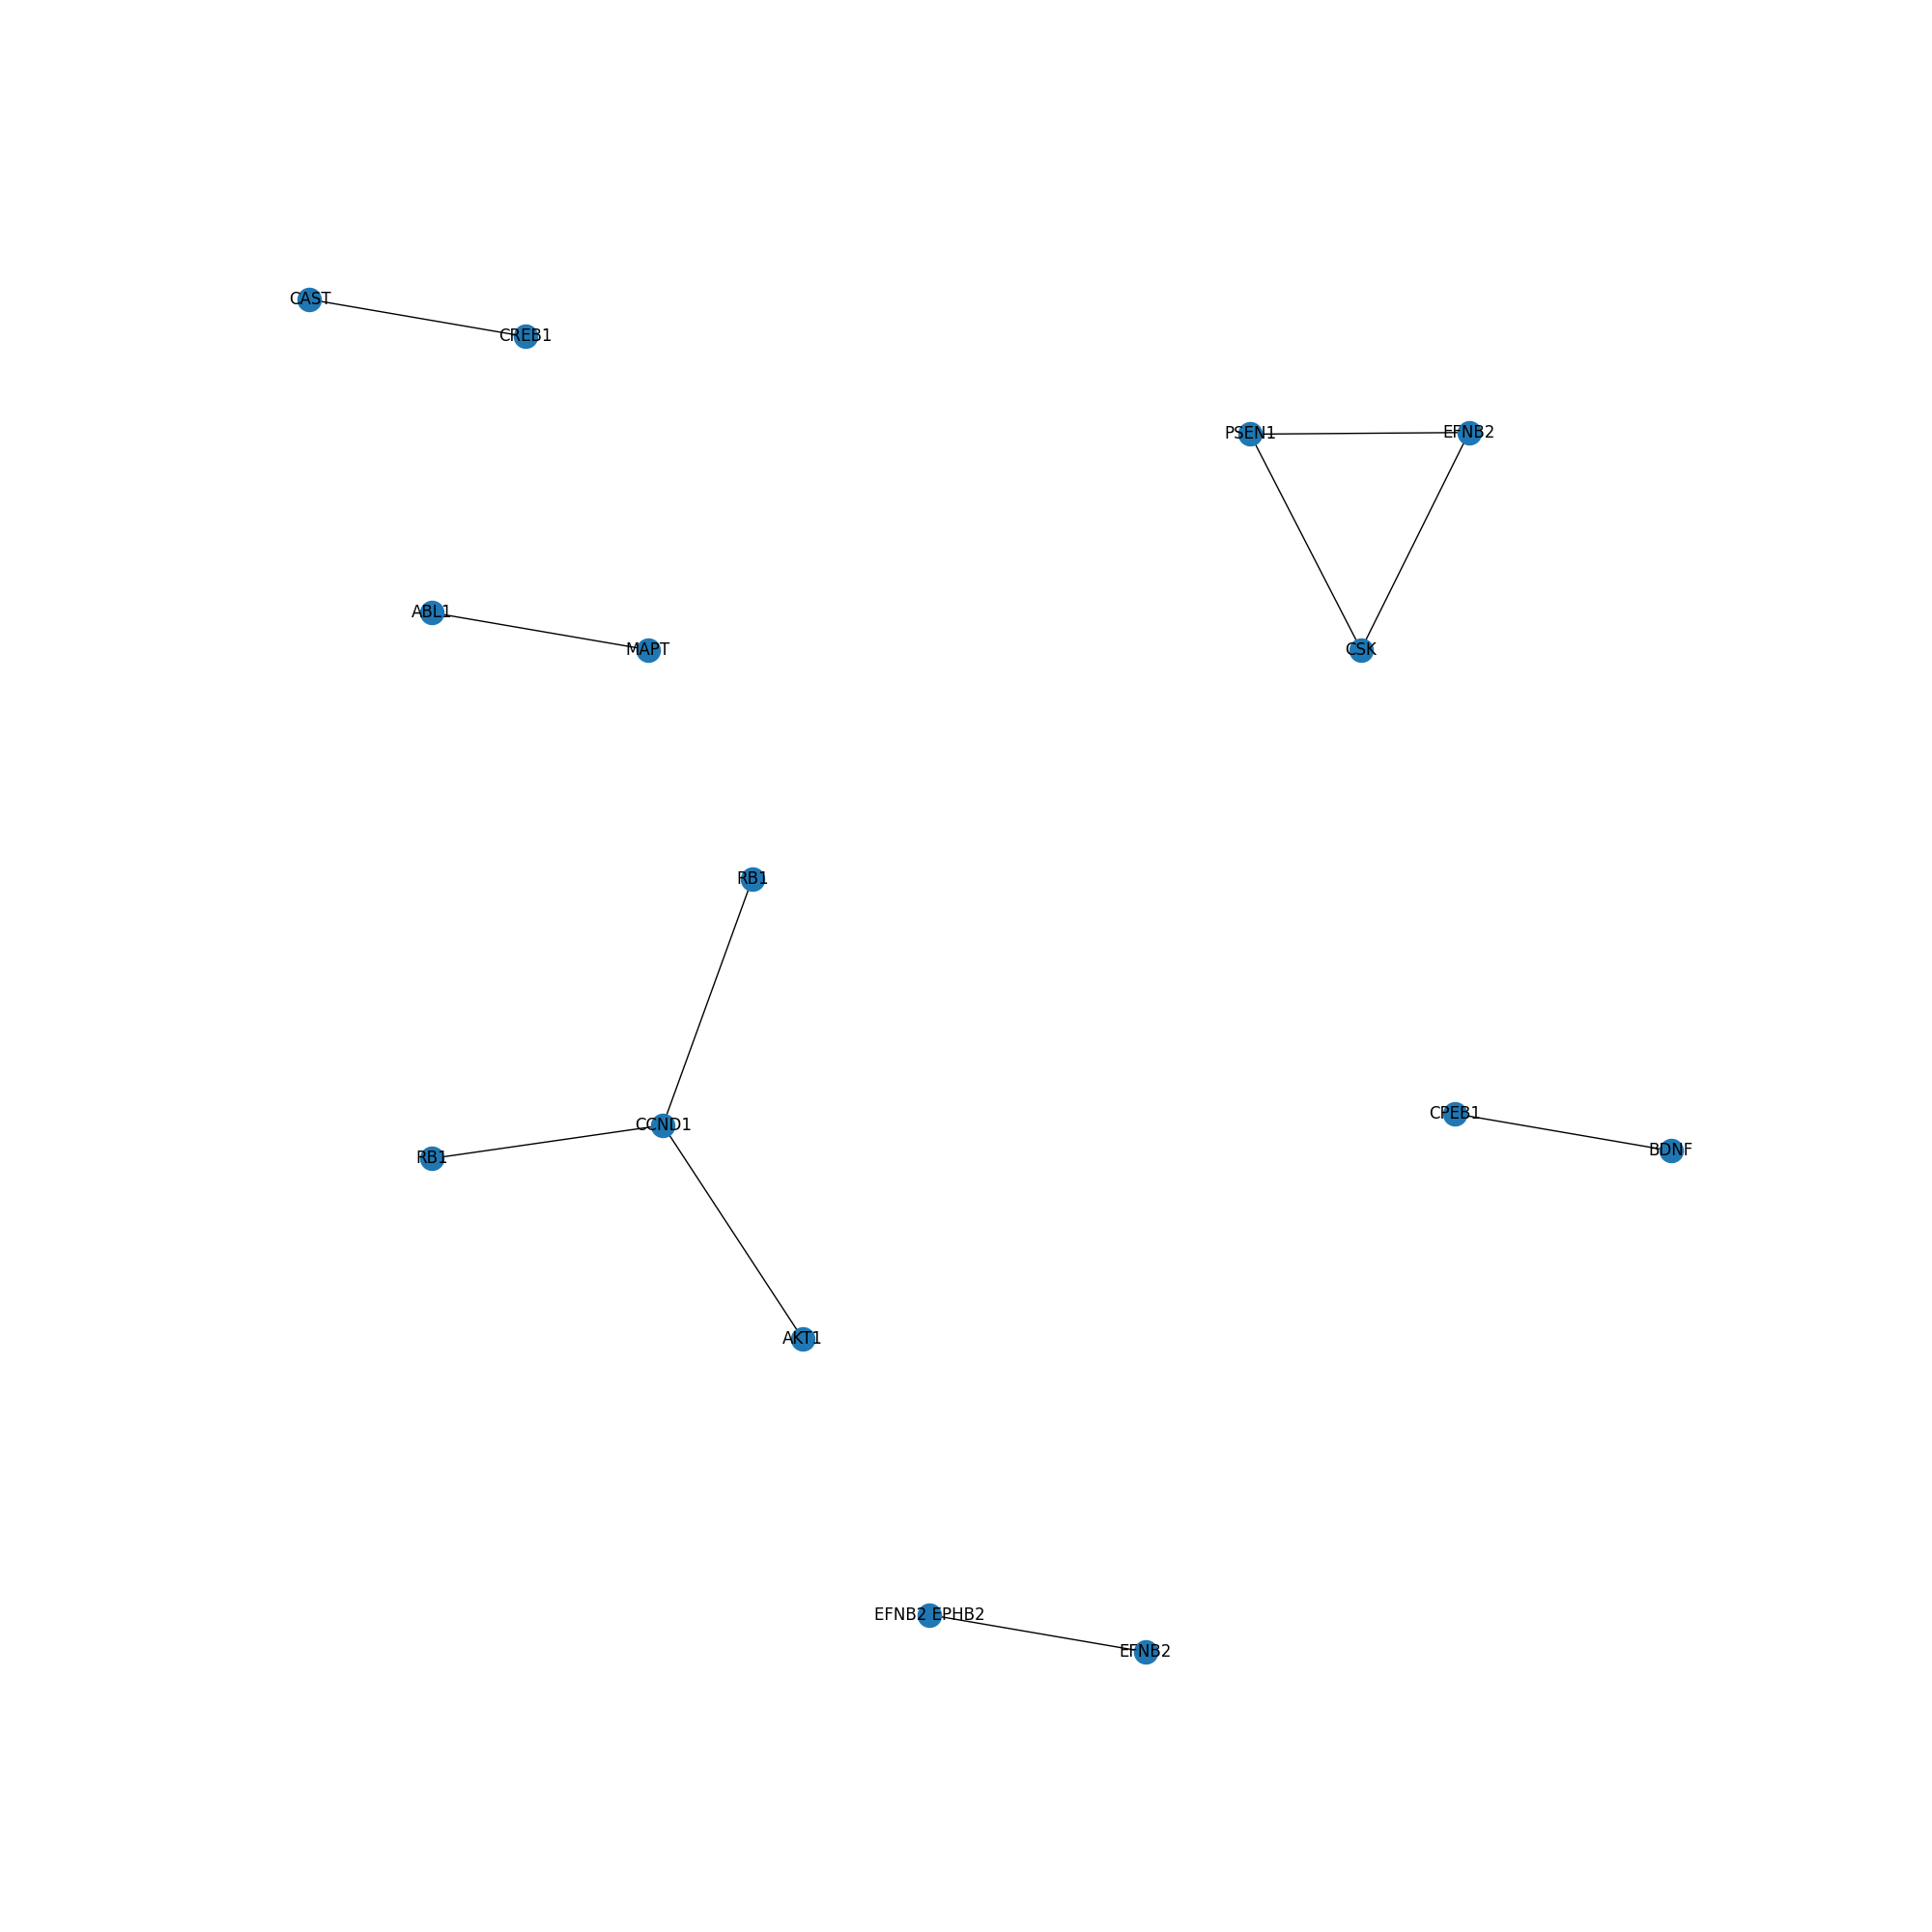 CAST
CREB1
PSEN1
EFNB2
ABL1
MAPT
CSK
RB1
CPEB1
CCND1
BDNF
RB1
AKT1
EFNB2 EPHB2
EFNB2